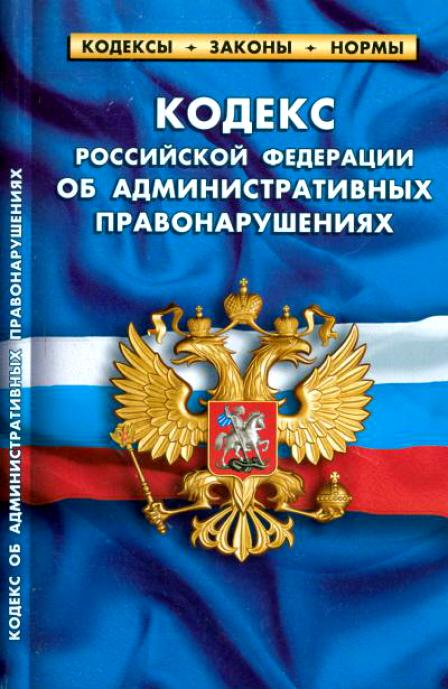 КОДЕКСЫ ✦ ЗАКОНЫ ✦ НОРМЫ
КОДЕКС
РОССИЙСКОЙ ФЕДЕРАЦИИ
ОБ АДМИНИСТРАТИВНЫХ
ПРАВОНАРУШЕНИЯХ
КОДЕКС ОБ АДМИНИСТРАТИВНЫХ ПРАВОНАРУШЕНИЯХ